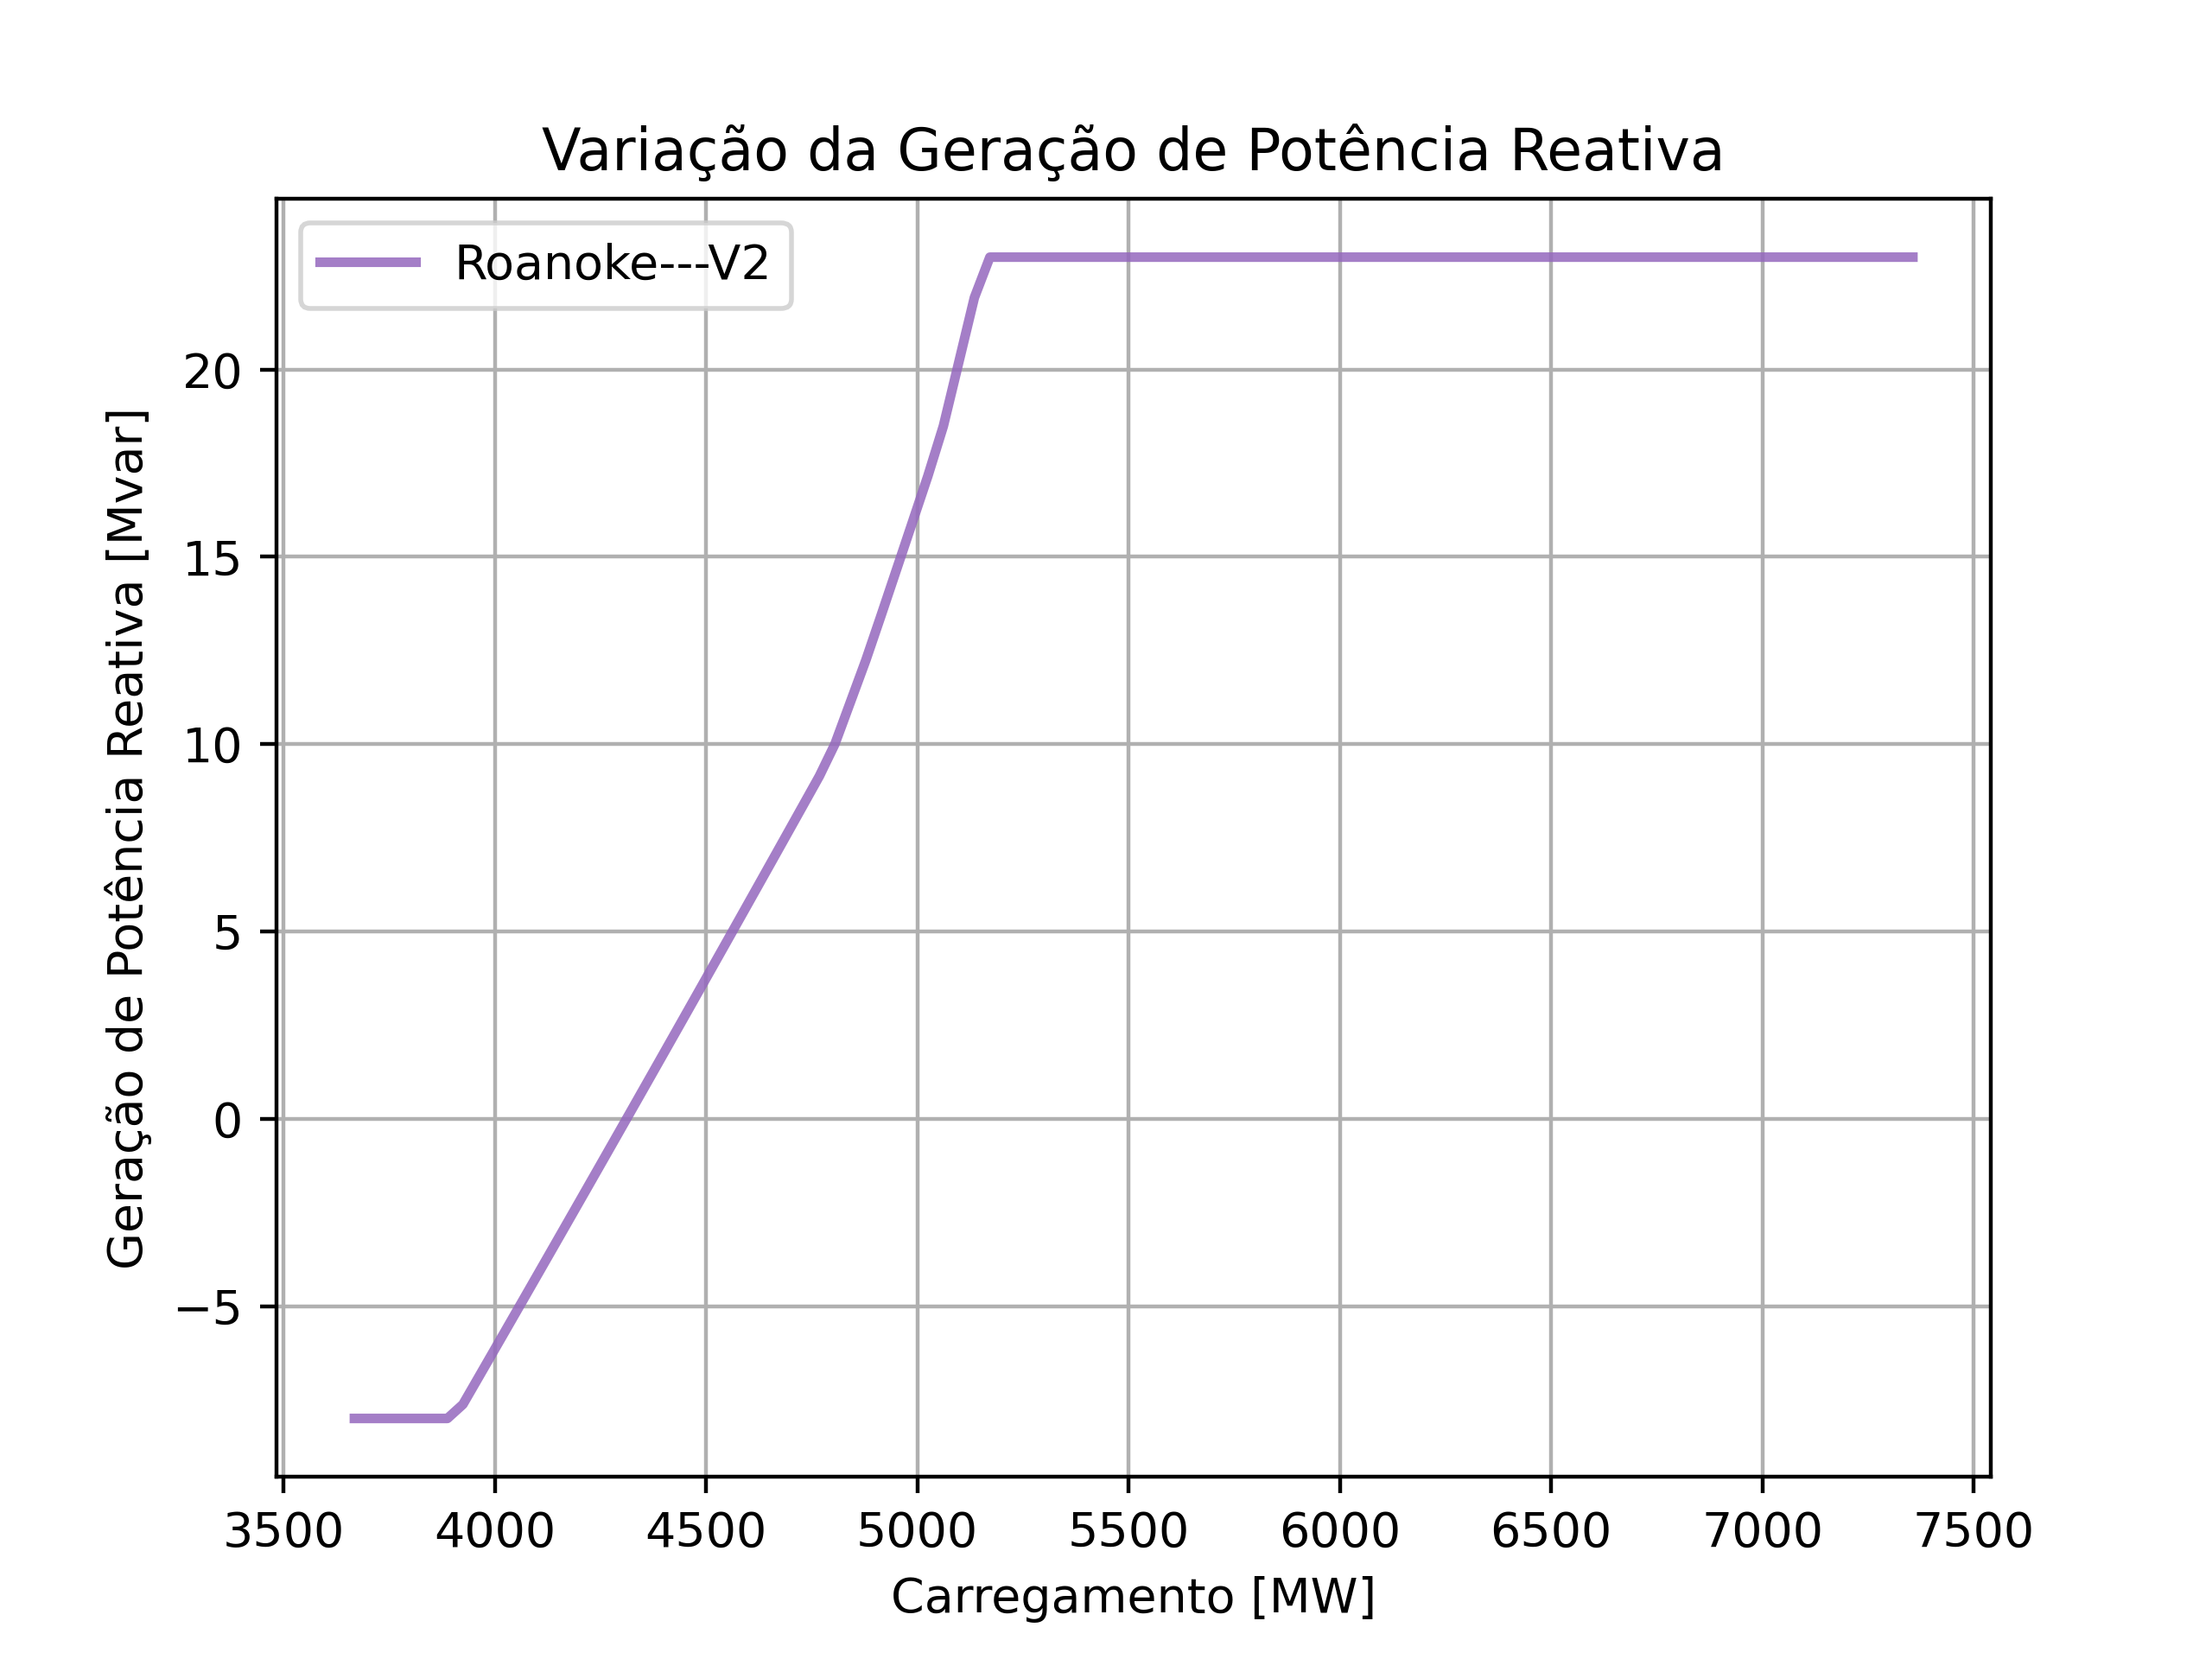 Variação da Geração de Potência Reativa
Roanoke---V2
Geração de Potência Reativa [Mvar]
20
15
10
5
0
−5
3500 4000 4500 5000 5500 6000 6500 7000 7500
Carregamento [MW]